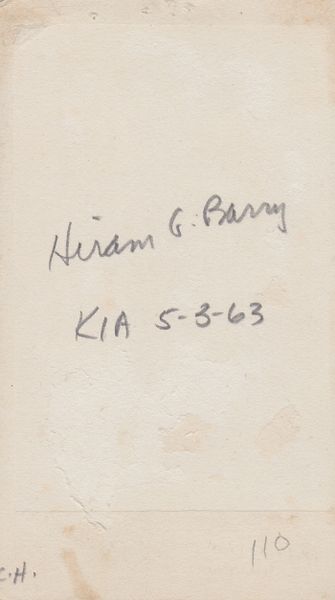 Hiram G. Barry
KIA 5-3-63
110
C.H.